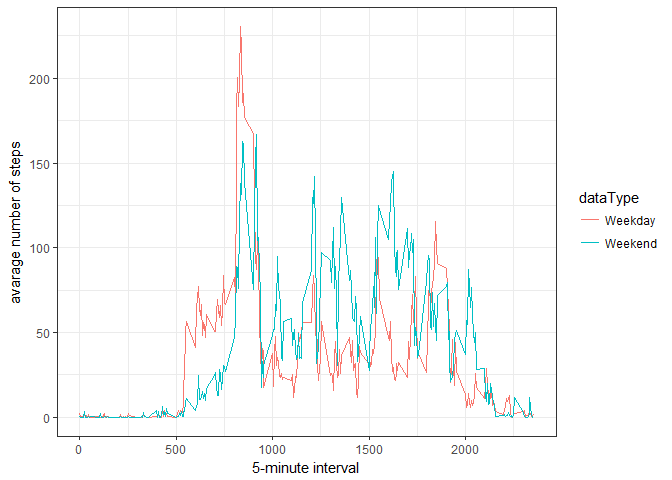 200
150
100
50
0
avarage number of steps
0 500 1000 1500 2000
5-minute interval
dataType
Weekday
Weekend